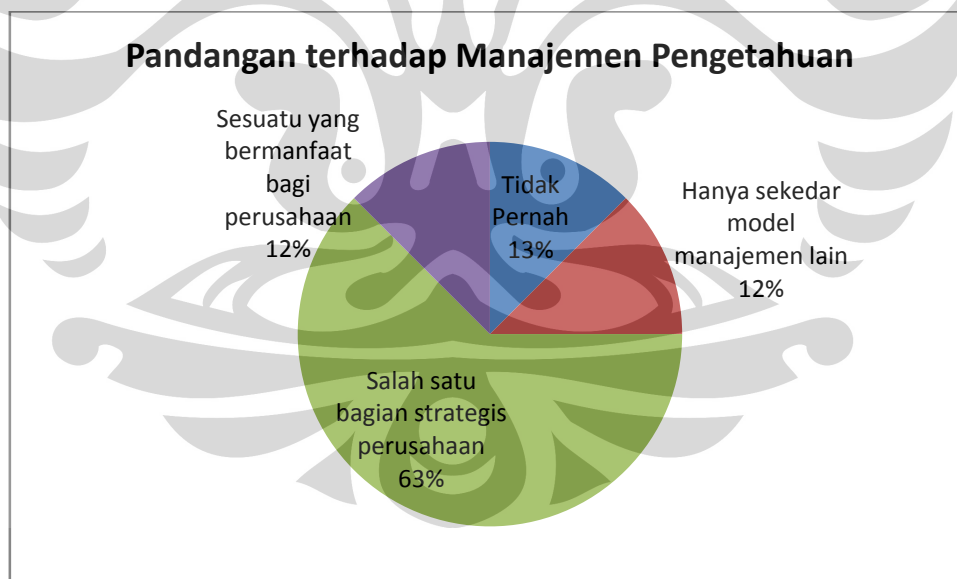 Pandangan terhadap Manajemen Pengetahuan
Sesuatu yang
bermanfaat
bagi
perusahaan
12%
Tidak
Pernah
13%
Hanya sekedar
model
manajemen lain
12%
Salah satu
bagian strategis
perusahaan
63%